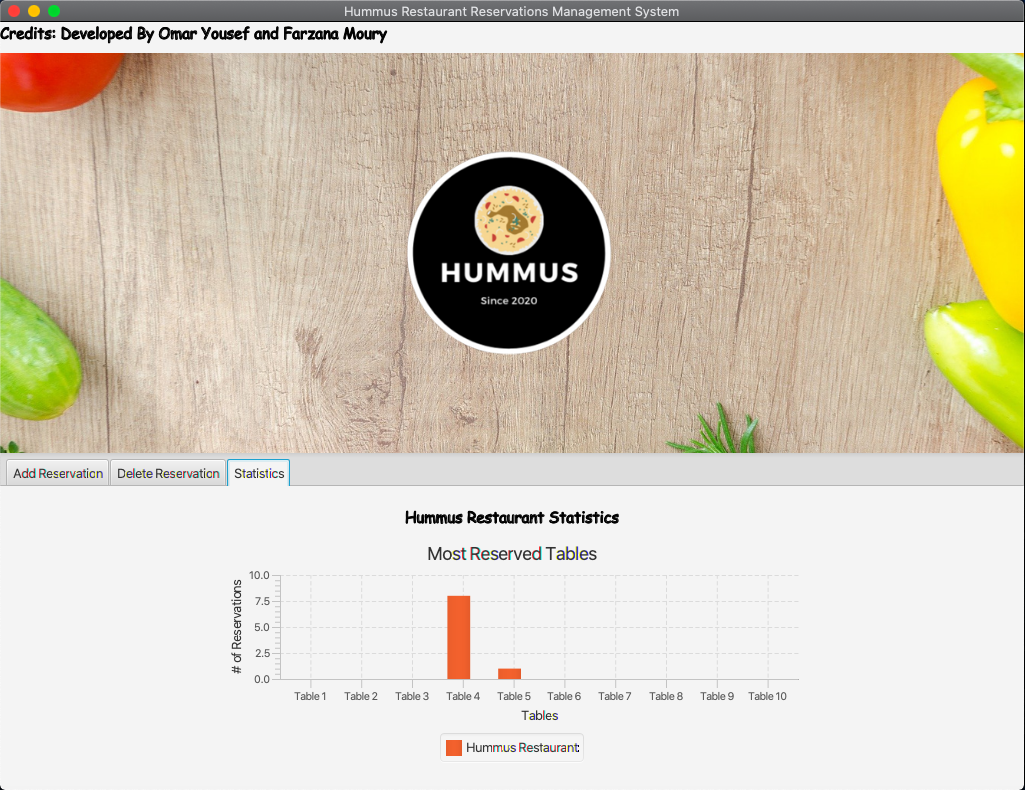 Hummus Restaurant Reservations Management System
Credits: Developed By Omar Yousef and Farzana Moury
HUMMUS
Since 2020
Add Reservation Delete Reservation Statistics
Hummus Restaurant Statistics
Most Reserved Tables
# of Reservations
10.0
7.5
5.0
2.5
0.0
Table 1 Table 2 Table 3 Table 4 Table 5 Table 6 Table 7 Table 8 Table 9 Table 10
Tables
Hummus Restaurant: